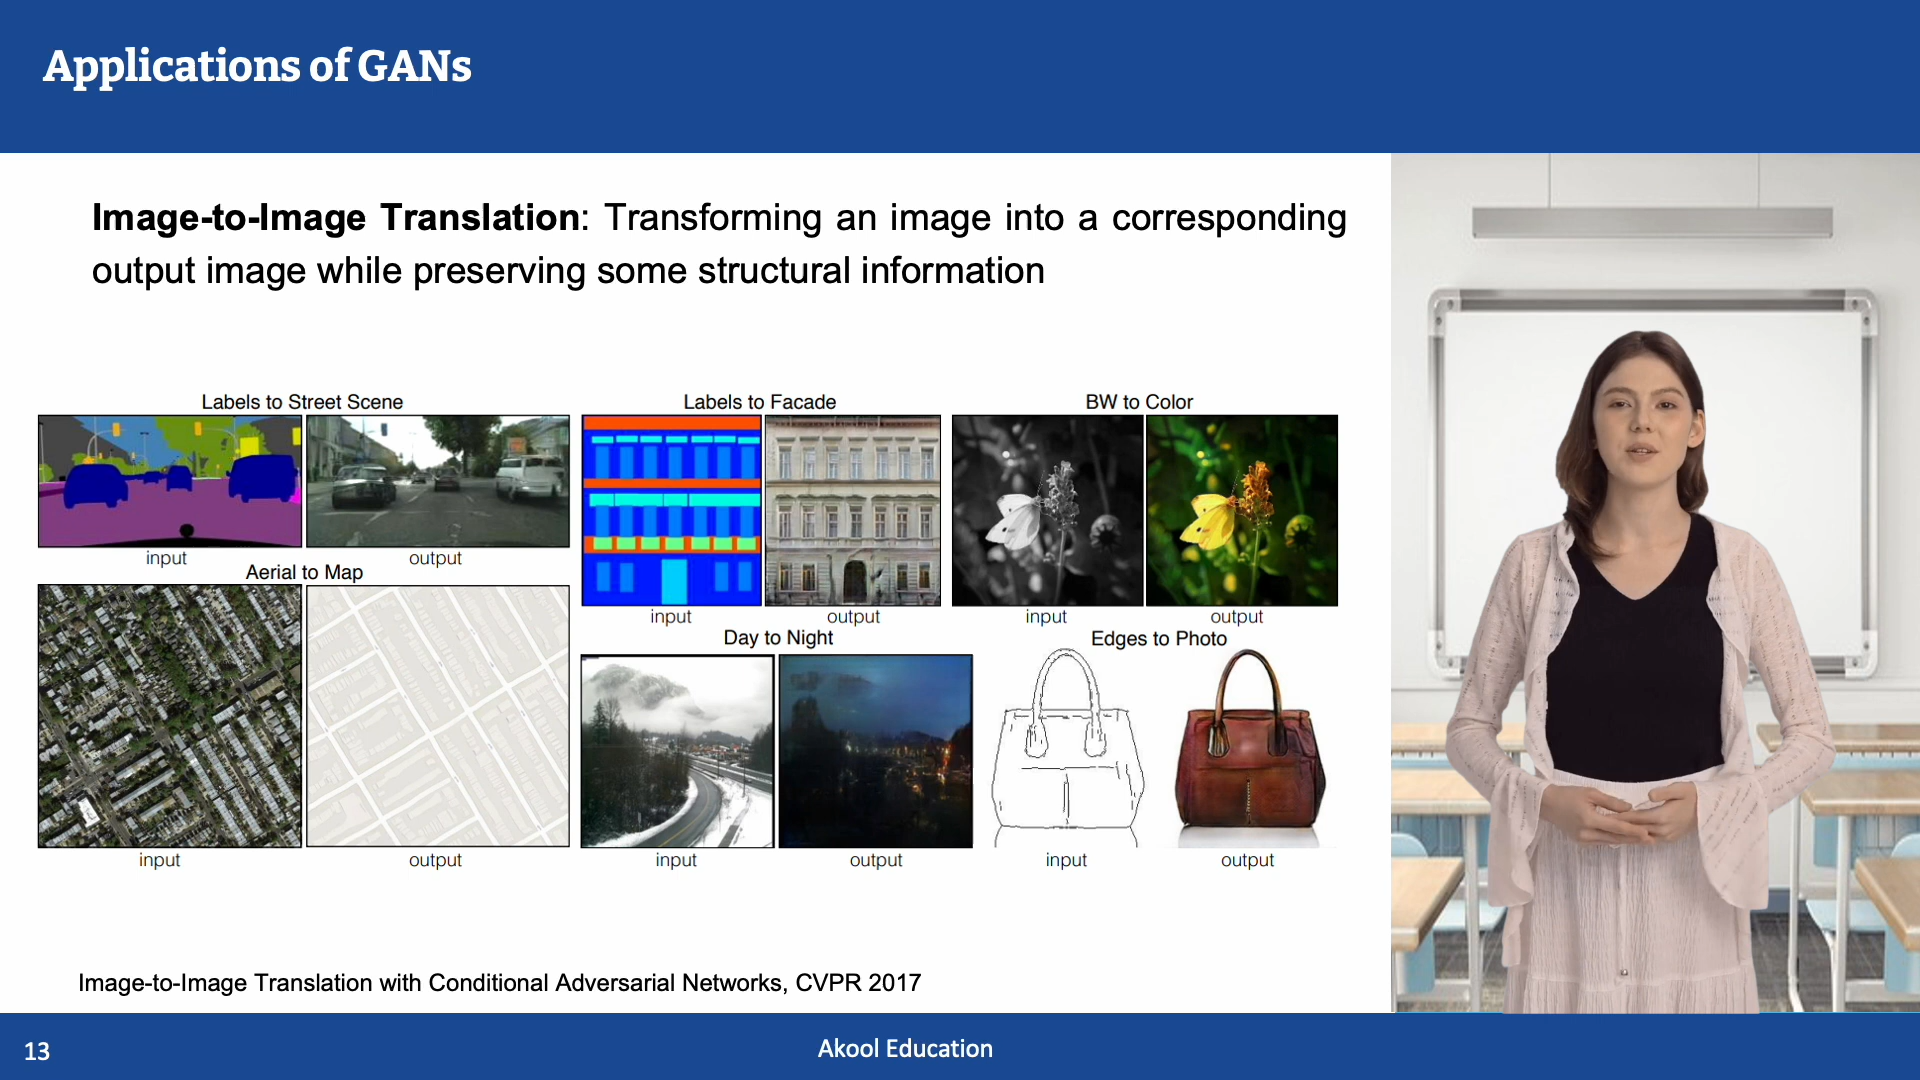 Applications of GANs
Image-to-Image Translation: Transforming an image into a corresponding
output image while preserving some structural information
Labels to Street Scene
input output
Aerial to Map
input output
Labels to Facade
input output
BW to Color
input output
Day to Night
input output
Edges to Photo
input output
Image-to-Image Translation with Conditional Adversarial Networks, CVPR 2017
13
Akool Education